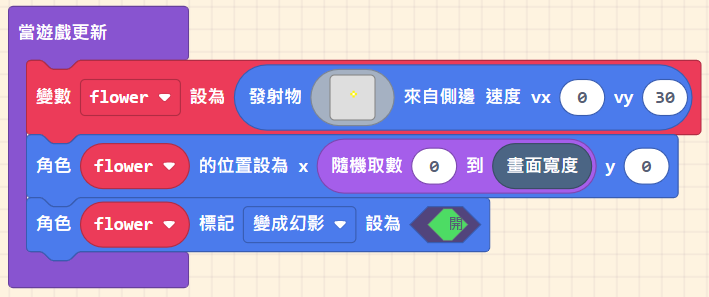 當遊戲更新
變數 flower 設為 發射物 來自側邊 速度 vx 0 vy 30
角色 flower 的位置設為 x 隨機取數 0 到 畫面寬度 y 0
角色 flower 標記 變成幻影 設為 開